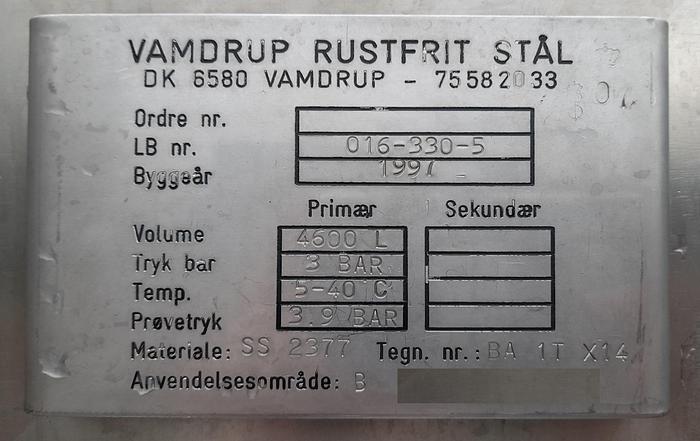 VAMDRUP RUSTFRIT STÅL
DK 6580 VAMDRUP - 75582033
Ordre nr.
LB nr. 016-330-5
Byggeår 1997
Primær Sekundær
Volume 4600 L
Tryk bar 3 BAR
Temp. 5-40 C
Prøvetryk 3.9 BAR
Materiale: SS 2377 Tegn. nr.: BA 1T X14
Anvendelsesområde: B